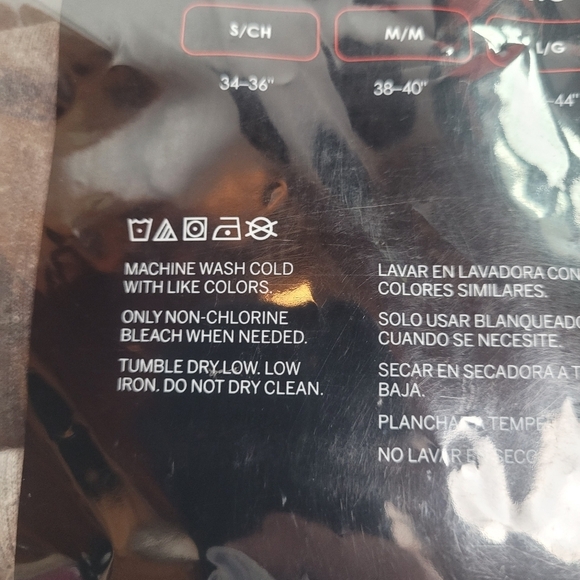 S/CH M/M L/G
34–36" 38–40" –44"
MACHINE WASH COLD
WITH LIKE COLORS.
ONLY NON-CHLORINE
BLEACH WHEN NEEDED.
TUMBLE DRY LOW. LOW
IRON. DO NOT DRY CLEAN.
LAVAR EN LAVADORA CON
COLORES SIMILARES.
SOLO USAR BLANQUEADO
CUANDO SE NECESITE.
SECAR EN SECADORA A T
BAJA.
PLANCHA
NO LAVAR